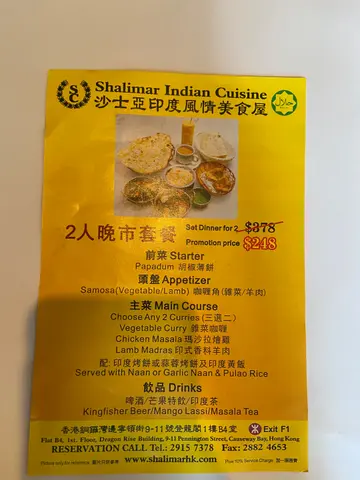 SC
Shalimar Indian Cuisine
沙士亞印度風情美食屋
حلال
2人晚市套餐
Set Dinner for 2 $378
Promotion price $248
前菜 Starter
Papadum 胡椒薄餅
頭盤 Appetizer
Samosa(Vegetable/Lamb) 咖喱角(雜菜/羊肉)
主菜 Main Course
Choose Any 2 Curries (三選二)
Vegetable Curry 雜菜咖喱
Chicken Masala 瑪沙拉燴雞
Lamb Madras 印式香料羊肉
配: 印度烤餅或蒜蓉烤餅及印度黃飯
Served with Naan or Garlic Naan & Pulao Rice
飲品 Drinks
啤酒/芒果特飲/印度茶
Kingfisher Beer/Mango Lassi/Masala Tea
香港銅鑼灣邊寧頓街9-11號登龍閣1樓B4室 Exit F1
Flat B4, 1st. Floor, Dragon Rise Building, 9-11 Pennington Street, Causeway Bay, Hong Kong
RESERVATION CALL Tel.: 2915 7378 Fax: 2882 4653
www.shalimarhk.com
Plus 10% Service Charge